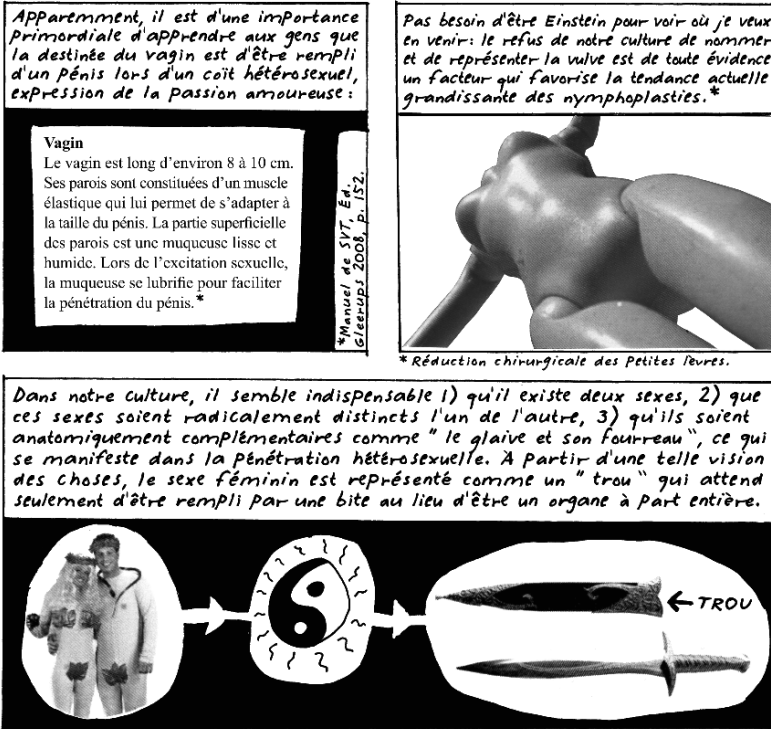 Apparemment, il est d'une importance
primordiale d'apprendre aux gens que
la destinée du vagin est d'être rempli
d'un pénis lors d'un coït hétérosexuel,
expression de la passion amoureuse :
Vagin
Le vagin est long d'environ 8 à 10 cm.
Ses parois sont constituées d'un muscle
élastique qui lui permet de s'adapter à
la taille du pénis. La partie superficielle
des parois est une muqueuse lisse et
humide. Lors de l'excitation sexuelle,
la muqueuse se lubrifie pour faciliter
la pénétration du pénis.*
*Manuel de SVT, Éd.
Gleerups 2008, p. 152.
Pas besoin d'être Einstein pour voir où je veux
en venir : le refus de notre culture de nommer
et de représenter la vulve est de toute évidence
un facteur qui favorise la tendance actuelle
grandissante des nymphoplasties.*
* Réduction chirurgicale des petites lèvres.
Dans notre culture, il semble indispensable 1) qu'il existe deux sexes, 2) que
ces sexes soient radicalement distincts l'un de l'autre, 3) qu'ils soient
anatomiquement complémentaires comme "le glaive et son fourreau", ce qui
se manifeste dans la pénétration hétérosexuelle. À partir d'une telle vision
des choses, le sexe féminin est représenté comme un "trou" qui attend
seulement d'être rempli par une bite au lieu d'être un organe à part entière.
← TROU